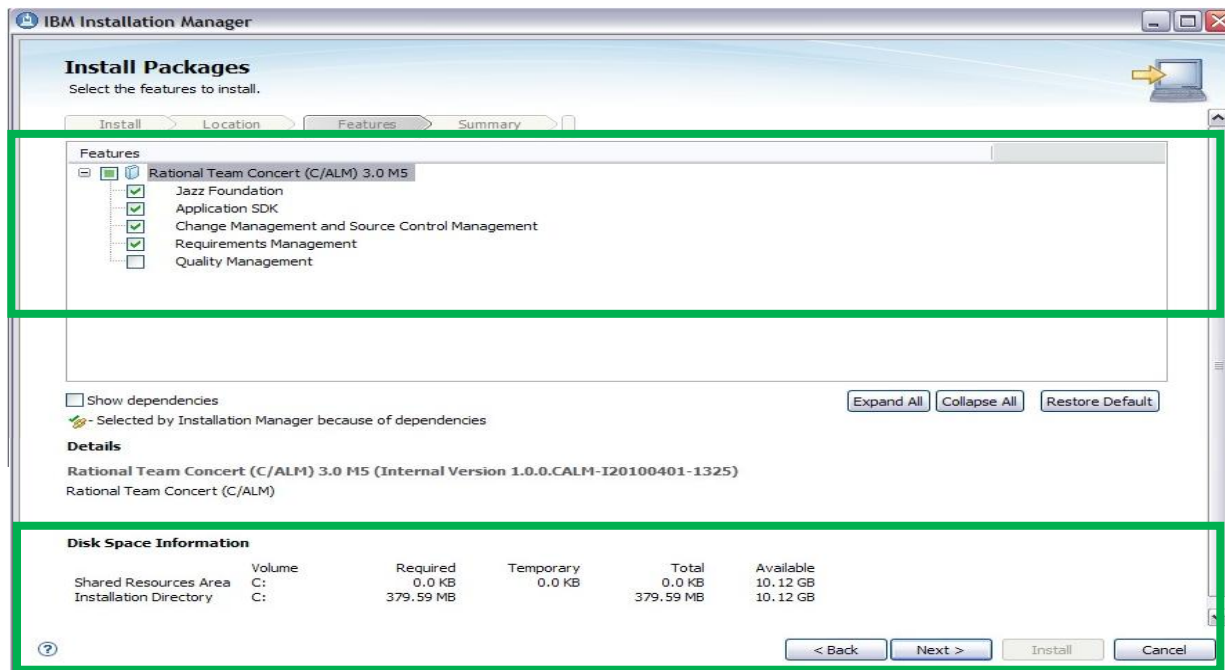 IBM Installation Manager
Install Packages
Select the features to install.
Install Location Features Summary
Features
Rational Team Concert (C/ALM) 3.0 M5
Jazz Foundation
Application SDK
Change Management and Source Control Management
Requirements Management
Quality Management
Show dependencies Expand All Collapse All Restore Default
- Selected by Installation Manager because of dependencies
Details
Rational Team Concert (C/ALM) 3.0 M5 (Internal Version 1.0.0.CALM-I20100401-1325)
Rational Team Concert (C/ALM)
Disk Space Information
Volume Required Temporary Total Available
Shared Resources Area C: 0.0 KB 0.0 KB 0.0 KB 10.12 GB
Installation Directory C: 379.59 MB 379.59 MB 10.12 GB
? < Back Next > Install Cancel